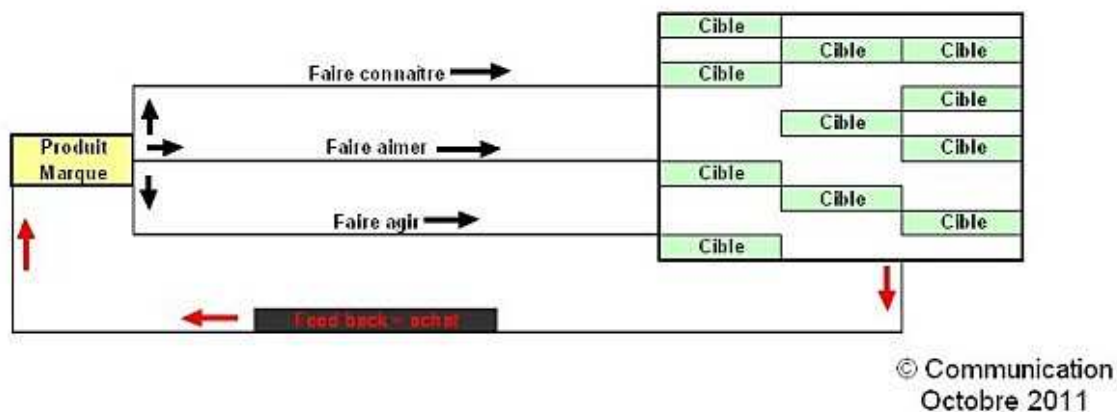 Cible
Cible Cible
Faire connaître
Cible
Cible
Cible
Produit
Marque
Faire aimer
Cible
Cible
Cible
Faire agir
Cible
Cible
Feed back - achat
© Communication
Octobre 2011